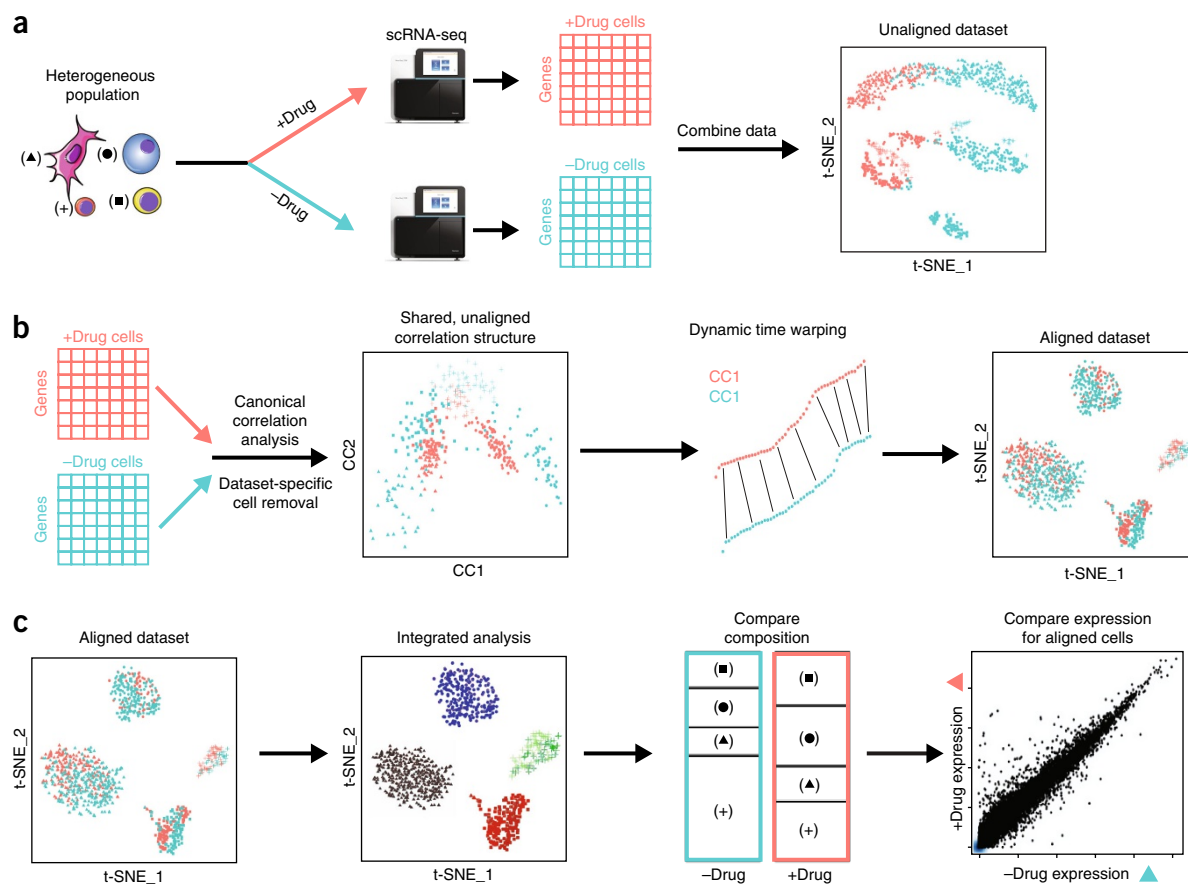 a
Heterogeneous
population
(▲)
(●)
(+)
(■)
+Drug
–Drug
scRNA-seq
+Drug cells
Genes
–Drug cells
Genes
Combine data
Unaligned dataset
t-SNE_2
t-SNE_1
b
+Drug cells
Genes
–Drug cells
Genes
Canonical
correlation
analysis
Dataset-specific
cell removal
Shared, unaligned
correlation structure
CC2
CC1
Dynamic time warping
CC1
CC1
Aligned dataset
t-SNE_2
t-SNE_1
c
Aligned dataset
t-SNE_2
t-SNE_1
Integrated analysis
t-SNE_2
t-SNE_1
Compare
composition
(■)
(●)
(▲)
(+)
–Drug
(■)
(●)
(▲)
(+)
+Drug
Compare expression
for aligned cells
+Drug expression
–Drug expression